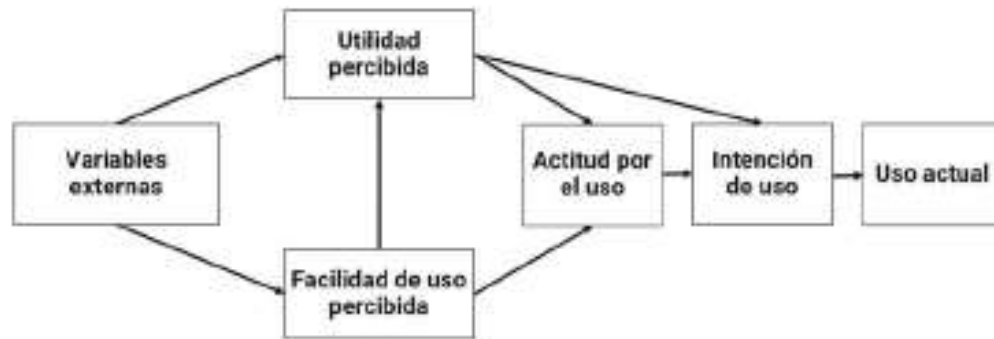 Utilidad
percibida
Variables
externas
Actitud por
el uso
Intención
de uso
Uso actual
Facilidad de uso
percibida